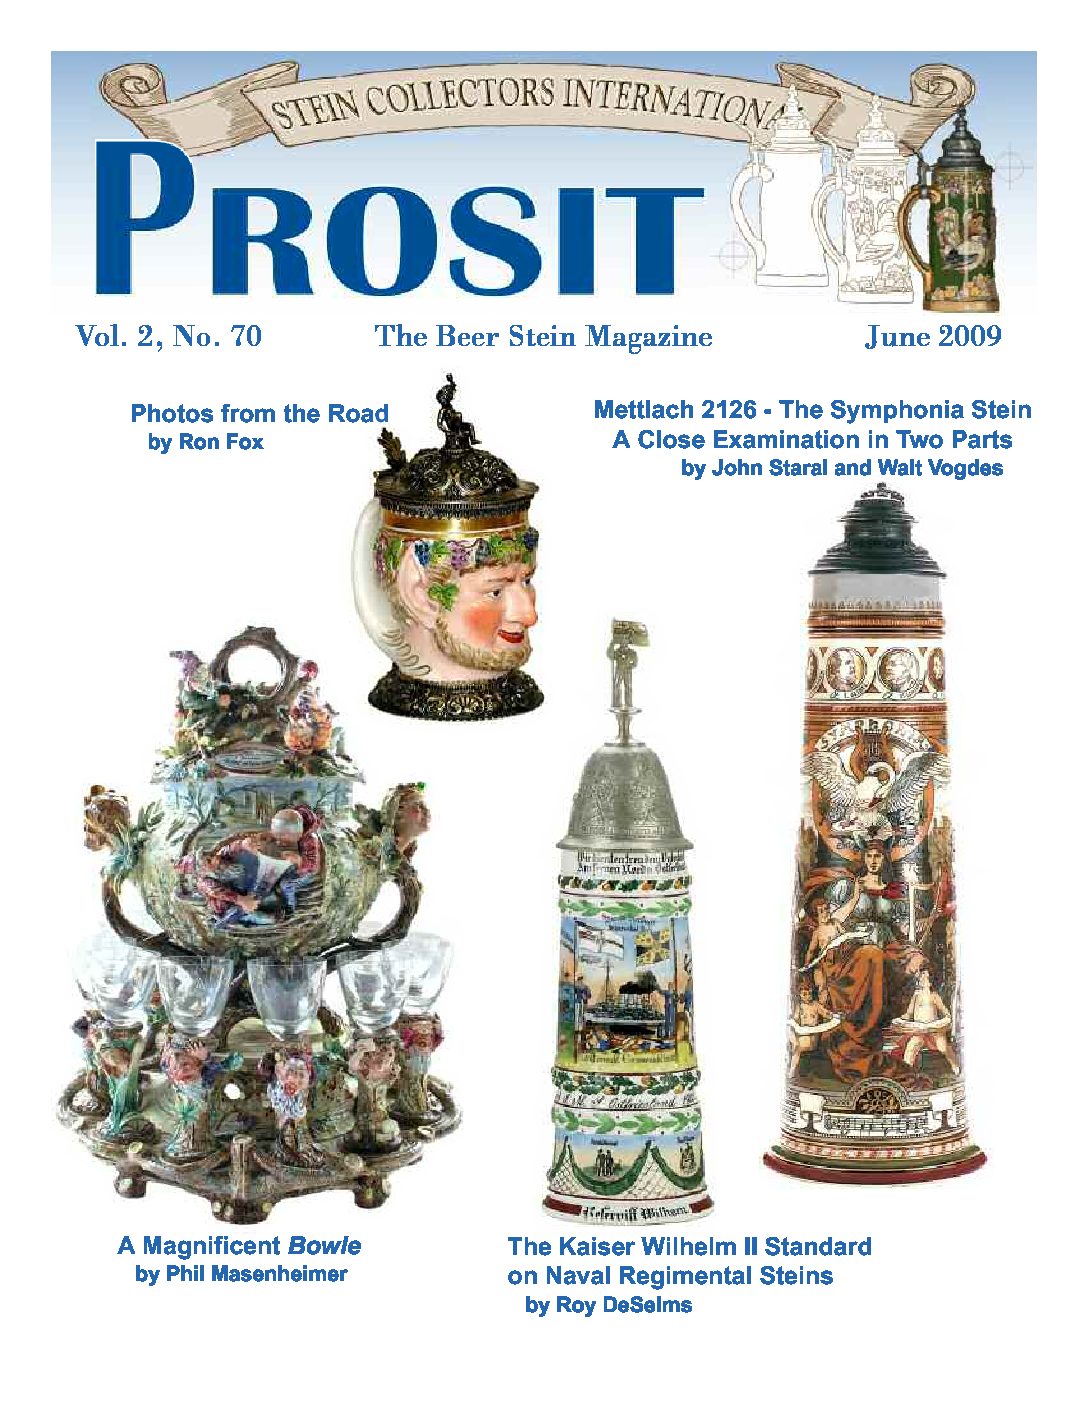 STEIN COLLECTORS INTERNATIONAL
PROSIT
Vol. 2, No. 70
The Beer Stein Magazine
June 2009
Photos from the Road
by Ron Fox
Mettlach 2126 - The Symphonia Stein
A Close Examination in Two Parts
by John Staral and Walt Vogdes
SYMPHONIA
A Magnificent Bowle
by Phil Masenheimer
The Kaiser Wilhelm II Standard
on Naval Regimental Steins
by Roy DeSelms